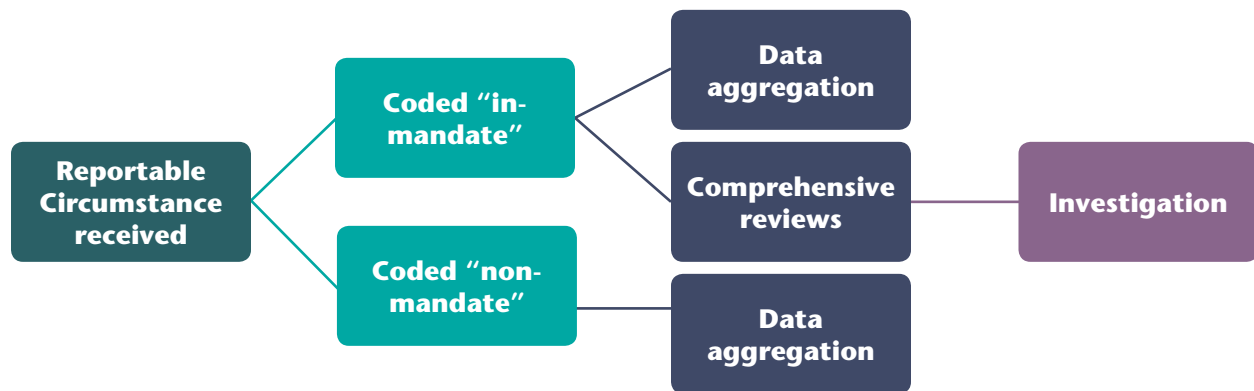 Reportable
Circumstance
received
Coded “in-
mandate”
Coded “non-
mandate”
Data
aggregation
Comprehensive
reviews
Data
aggregation
Investigation